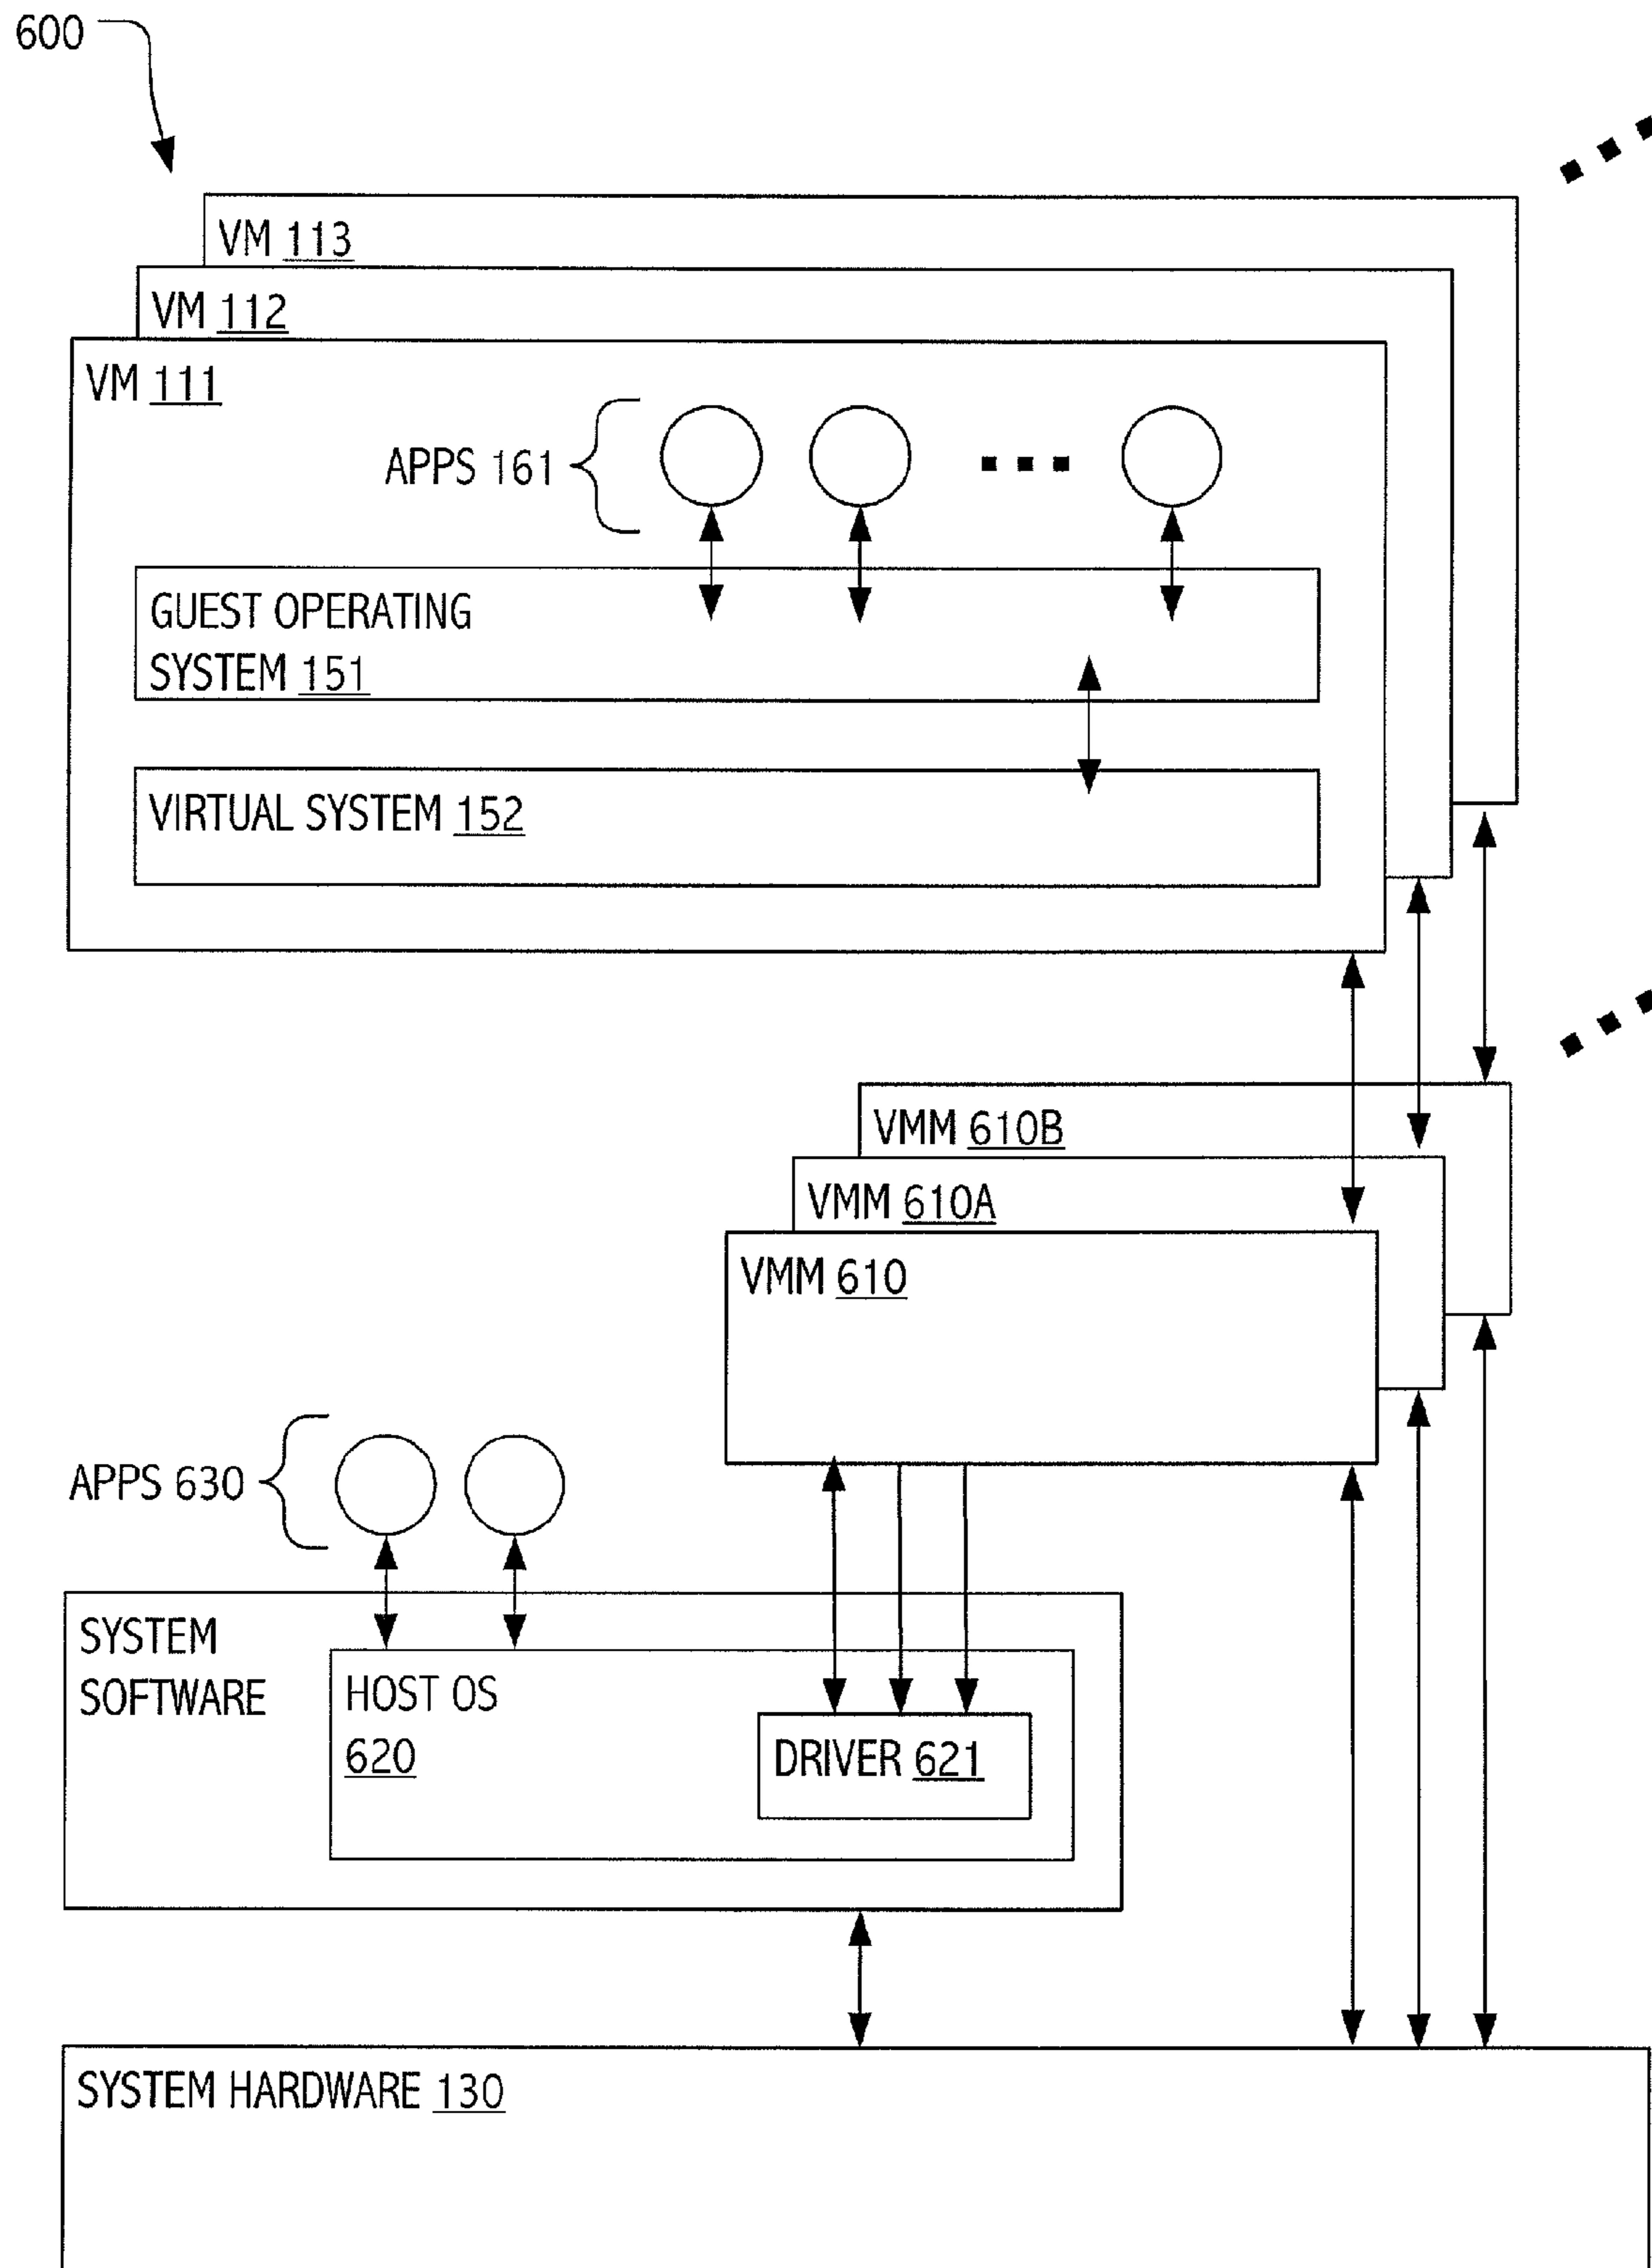 600
VM 113
VM 112
VM 111
APPS 161
GUEST OPERATING
SYSTEM 151
VIRTUAL SYSTEM 152
VMM 610B
VMM 610A
VMM 610
APPS 630
SYSTEM
SOFTWARE
HOST OS
620
DRIVER 621
SYSTEM HARDWARE 130